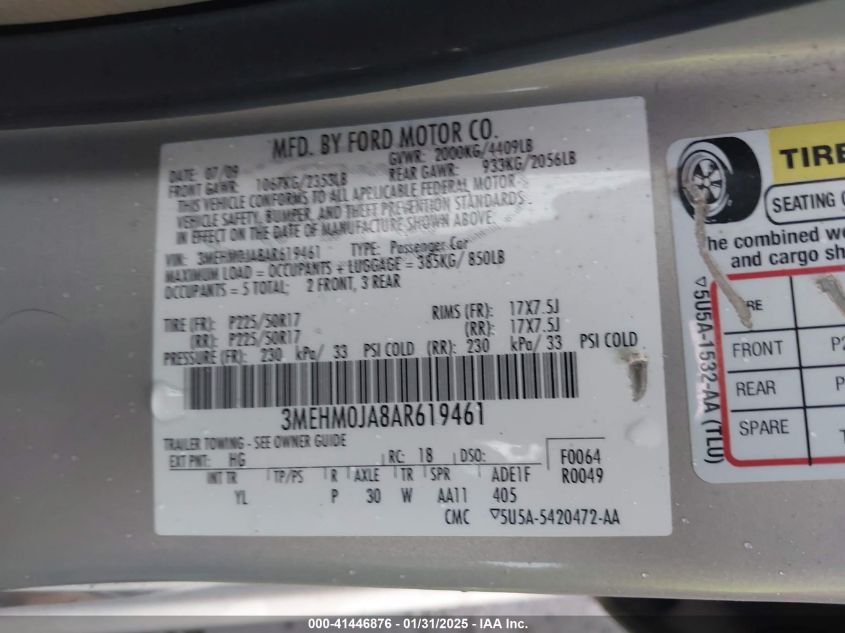 MFD. BY FORD MOTOR CO.
DATE: 07/09 GVWR: 2000KG/4409LB
FRONT GAWR: 1067KG/2353LB REAR GAWR: 933KG/2056LB
THIS VEHICLE CONFORMS TO ALL APPLICABLE FEDERAL MOTOR
VEHICLE SAFETY, BUMPER, AND THEFT PREVENTION STANDARDS
IN EFFECT ON THE DATE OF MANUFACTURE SHOWN ABOVE.
VIN: 3MEHM0JA8AR619461 TYPE: Passenger Car
MAXIMUM LOAD = OCCUPANTS + LUGGAGE = 385KG/ 850LB
OCCUPANTS = 5 TOTAL; 2 FRONT, 3 REAR
TIRE (FR): P225/50R17 RIMS (FR): 17X7.5J
(RR): P225/50R17 (RR): 17X7.5J
PRESSURE (FR): 230 kPa/ 33 PSI COLD (RR): 230 kPa/ 33 PSI COLD
3MEHM0JA8AR619461
TRAILER TOWING - SEE OWNER GUIDE
EXT PNT: HG RC: 18 DSO: F0064
INT TR TP/PS R AXLE TR SPR ADE1F R0049
YL P 30 W AA11 405
CMC ▽5U5A-5420472-AA
TIRE
SEATING
he combined we
and cargo sh
FRONT P2
REAR P
SPARE T
▽5U5A-1532-AA (TLU)
000-41446876 - 01/31/2025 - IAA Inc.